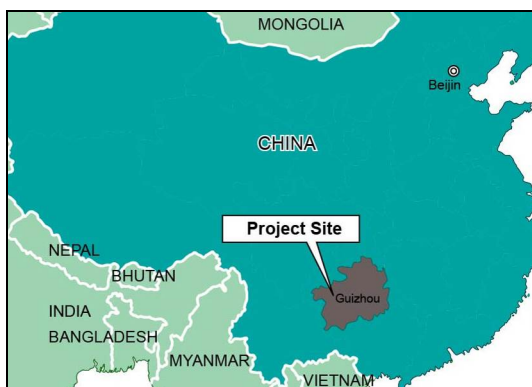 MONGOLIA
Beijin
CHINA
Project Site
NEPAL
BHUTAN
Guizhou
INDIA
BANGLADESH
MYANMAR
VIETNAM